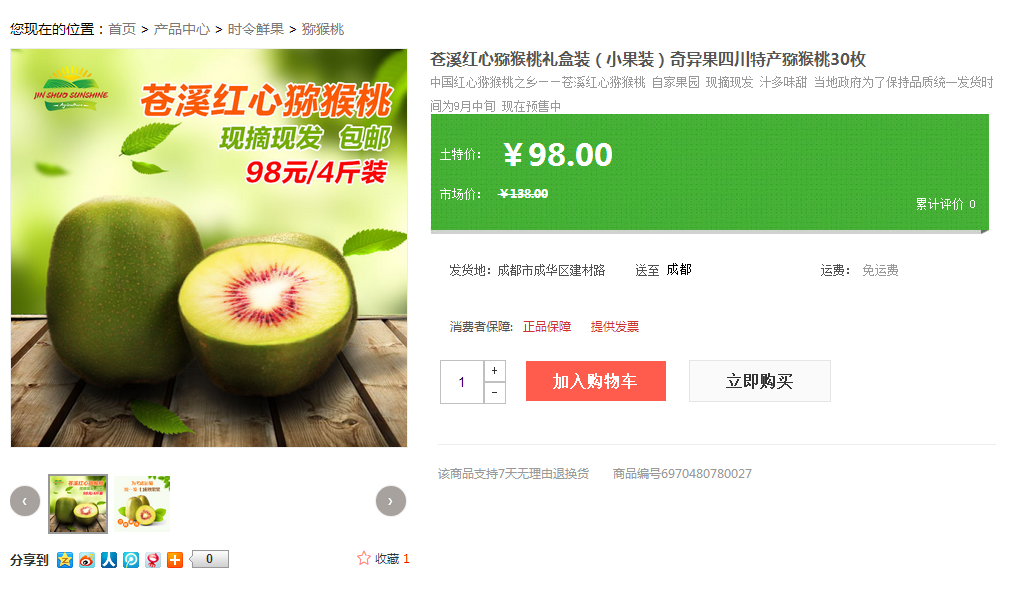 您现在的位置：首页 > 产品中心 > 时令鲜果 > 猕猴桃
JIN SHUO SUNSHINE
Agriculture
苍溪红心猕猴桃
现摘现发 包邮
98元/4斤装
苍溪红心猕猴桃礼盒装（小果装）奇异果四川特产猕猴桃30枚
中国红心猕猴桃之乡——苍溪红心猕猴桃 自家果园 现摘现发 汁多味甜 当地政府为了保持品质统一发货时
间为9月中旬 现在预售中
土特价： ￥98.00
市场价： ￥138.00
累计评价 0
发货地：成都市成华区建材路 送至 成都 运费： 免运费
消费者保障: 正品保障 提供发票
1 + −
加入购物车 立即购买
该商品支持7天无理由退换货 商品编号6970480780027
分享到 0 收藏 1